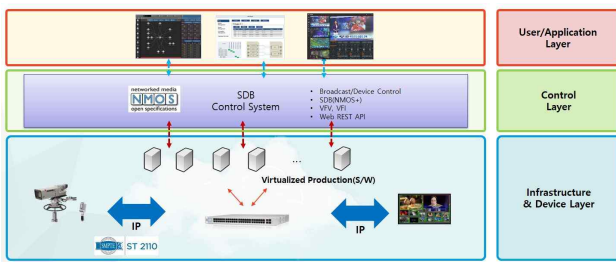 User/Application
Layer
networked media
NMOS
open specifications
SDB
Control System
• Broadcast/Device Control
• SDB(NMOS+)
• VFV, VFI
• Web REST API
Control
Layer
...
Virtualized Production(S/W)
IP
IP
ST 2110
Infrastructure
& Device Layer